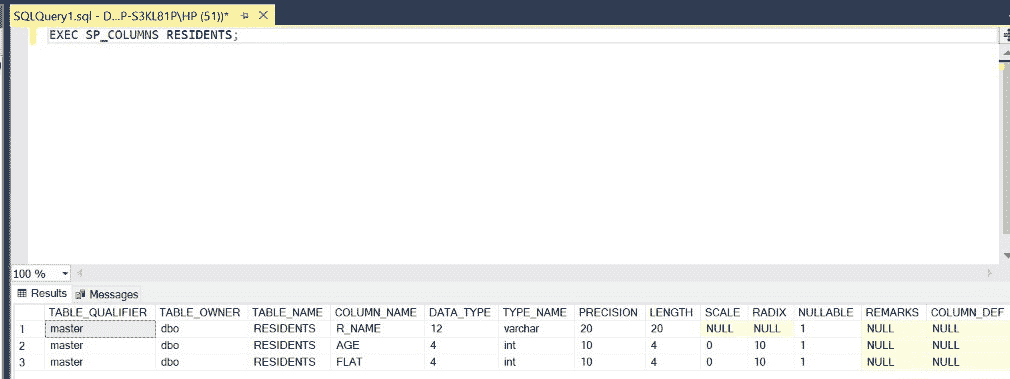 SQLQuery1.sql - D...P-S3KL81P\HP (51))*
EXEC SP_COLUMNS RESIDENTS;
100 %
Results Messages
TABLE_QUALIFIER TABLE_OWNER TABLE_NAME COLUMN_NAME DATA_TYPE TYPE_NAME PRECISION LENGTH SCALE RADIX NULLABLE REMARKS COLUMN_DEF
1 master dbo RESIDENTS R_NAME 12 varchar 20 20 NULL NULL 1 NULL NULL
2 master dbo RESIDENTS AGE 4 int 10 4 0 10 1 NULL NULL
3 master dbo RESIDENTS FLAT 4 int 10 4 0 10 1 NULL NULL